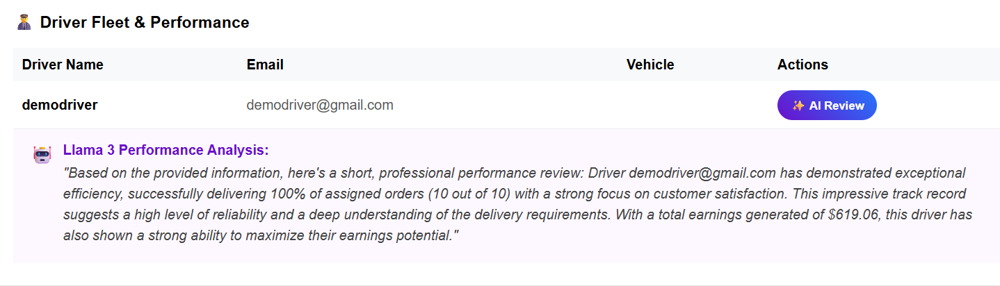 Driver Fleet & Performance
Driver Name Email Vehicle Actions
demodriver demodriver@gmail.com ✨ AI Review
Llama 3 Performance Analysis:
"Based on the provided information, here's a short, professional performance review: Driver demodriver@gmail.com has demonstrated exceptional
efficiency, successfully delivering 100% of assigned orders (10 out of 10) with a strong focus on customer satisfaction. This impressive track record
suggests a high level of reliability and a deep understanding of the delivery requirements. With a total earnings generated of $619.06, this driver has
also shown a strong ability to maximize their earnings potential."